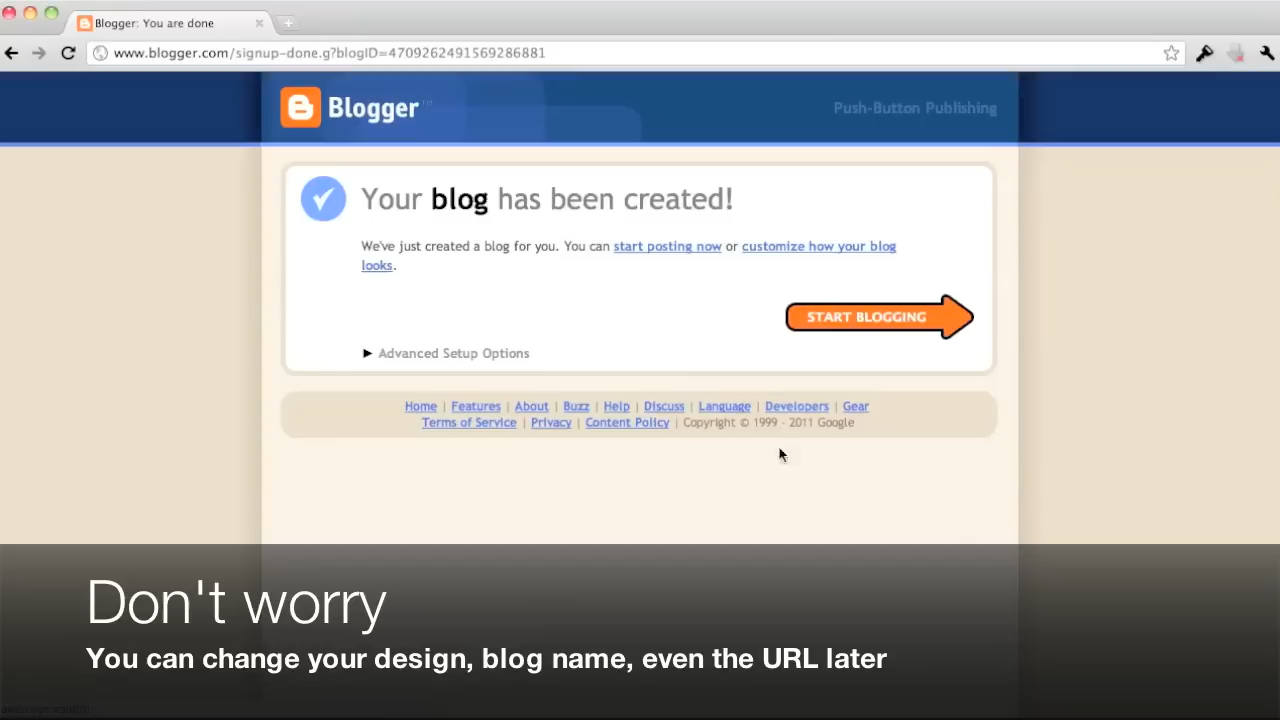 Blogger: You are done
www.blogger.com/signup-done.g?blogID=4709262491569286881
Blogger™
Push-Button Publishing
Your blog has been created!
We've just created a blog for you. You can start posting now or customize how your blog
looks.
START BLOGGING
Advanced Setup Options
Home | Features | About | Buzz | Help | Discuss | Language | Developers | Gear
Terms of Service | Privacy | Content Policy | Copyright © 1999 - 2011 Google
Don't worry
You can change your design, blog name, even the URL later